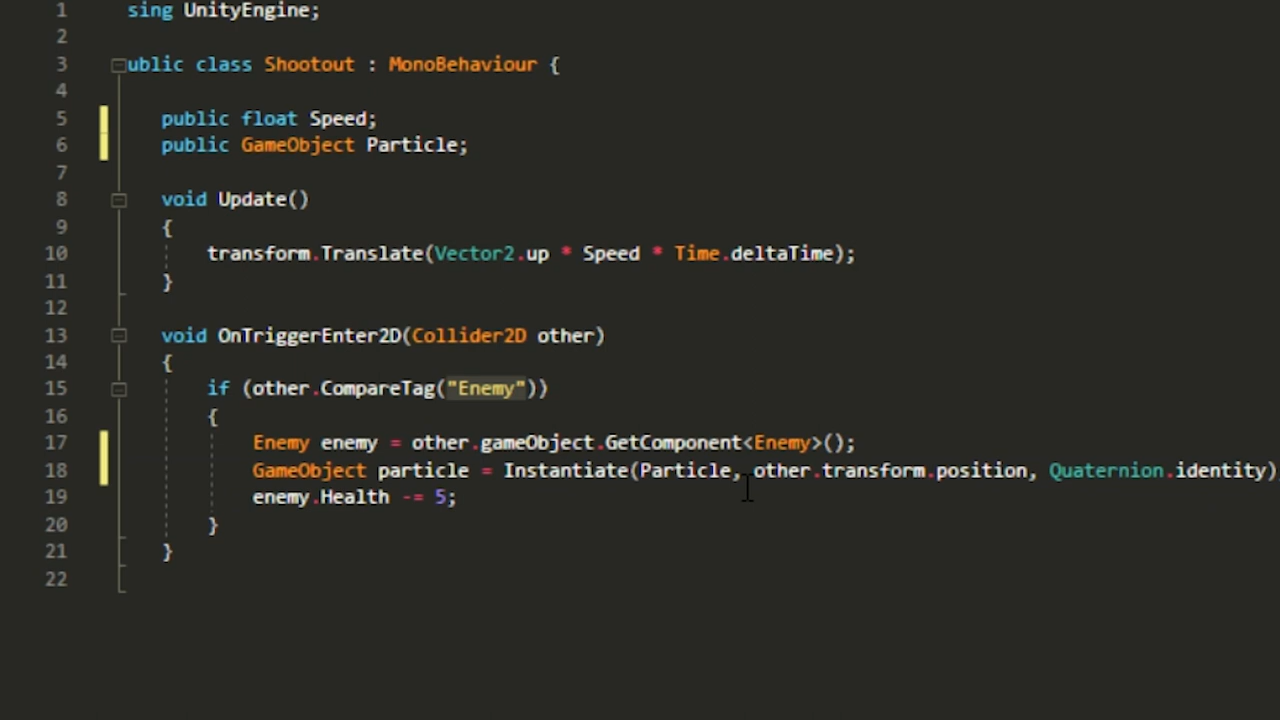 1 sing UnityEngine;
2
3 ublic class Shootout : MonoBehaviour {
4
5 public float Speed;
6 public GameObject Particle;
7
8 void Update()
9 {
10 transform.Translate(Vector2.up * Speed * Time.deltaTime);
11 }
12
13 void OnTriggerEnter2D(Collider2D other)
14 {
15 if (other.CompareTag("Enemy"))
16 {
17 Enemy enemy = other.gameObject.GetComponent<Enemy>();
18 GameObject particle = Instantiate(Particle, other.transform.position, Quaternion.identity)
19 enemy.Health -= 5;
20 }
21 }
22